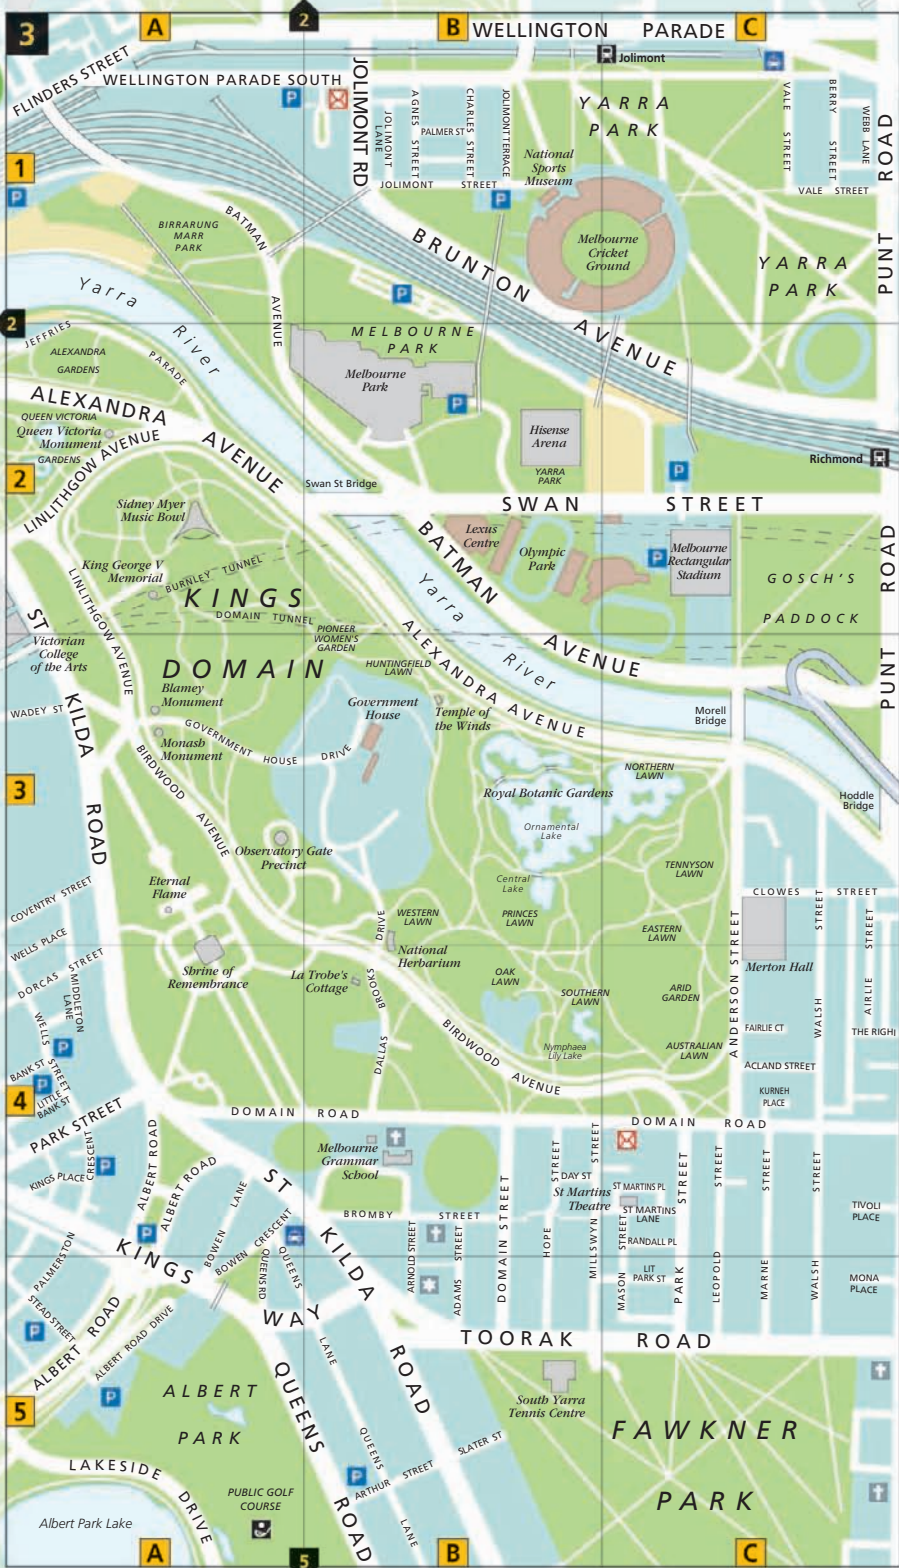 3
A
2
B
C
WELLINGTON PARADE
Jolimont
FLINDERS STREET
WELLINGTON PARADE SOUTH
JOLIMONT RD
JOLIMONT LANE
AGNES STREET
PALMER ST
CHARLES STREET
JOLIMONT TERRACE
JOLIMONT STREET
YARRA PARK
VALE STREET
BERRY STREET
WEBB LANE
VALE STREET
PUNT ROAD
1
P
P
P
P
National
Sports
Museum
Melbourne
Cricket
Ground
YARRA
PARK
BIRRARUNG
MARR
PARK
BATMAN AVENUE
BRUNTON AVENUE
Yarra River
2
JEFFRIES PARADE
ALEXANDRA
GARDENS
MELBOURNE
PARK
Melbourne
Park
P
Hisense
Arena
YARRA
PARK
P
Richmond
ALEXANDRA AVENUE
QUEEN VICTORIA
Queen Victoria
Monument
GARDENS
LINLITHGOW AVENUE
2
Swan St Bridge
SWAN STREET
Sidney Myer
Music Bowl
BATMAN AVENUE
Lexus
Centre
Olympic
Park
P
Melbourne
Rectangular
Stadium
GOSCH'S
PADDOCK
PUNT ROAD
King George V
Memorial
BURNLEY TUNNEL
DOMAIN TUNNEL
KINGS
DOMAIN
LINLITHGOW AVENUE
Yarra River
ALEXANDRA AVENUE
PIONEER
WOMEN'S
GARDEN
HUNTINGFIELD
LAWN
ST KILDA ROAD
Victorian
College
of the Arts
WADEY ST
Blamey
Monument
Monash
Monument
GOVERNMENT HOUSE DRIVE
Government
House
Temple of
the Winds
Morell
Bridge
PUNT
Hoddle
Bridge
3
BIRDWOOD AVENUE
NORTHERN
LAWN
Royal Botanic Gardens
Ornamental
Lake
Observatory Gate
Precinct
Eternal
Flame
Central
Lake
TENNYSON
LAWN
WESTERN
LAWN
PRINCES
LAWN
EASTERN
LAWN
COVENTRY STREET
WELLS PLACE
DORCAS STREET
MIDDLETON
LANE
WELLS STREET
BANK ST
LITTLE
BANK ST
P
P
Shrine of
Remembrance
National
Herbarium
La Trobe's
Cottage
DALLAS BROOKS DRIVE
OAK
LAWN
SOUTHERN
LAWN
ARID
GARDEN
Nymphaea
Lily Lake
AUSTRALIAN
LAWN
BIRDWOOD AVENUE
CLOWES STREET
ANDERSON STREET
Merton Hall
WALSH STREET
AIRLIE STREET
FAIRLIE CT
THE RIGHI
ACLAND STREET
KURNEH
PLACE
4
PARK STREET
DOMAIN ROAD
DOMAIN ROAD
KINGS PLACE
CRESCENT
P
ALBERT ROAD
ALBERT ROAD
P
BOWEN LANE
BOWEN CRESCENT
QUEENS RD
QUEENS LANE
Melbourne
Grammar
School
BROMBY STREET
ARNOLD STREET
ADAMS STREET
DOMAIN STREET
HOPE STREET
DAY ST
St Martins
Theatre
MILLSWYN STREET
ST MARTINS PL
ST MARTINS
LANE
RANDALL PL
LIT
PARK ST
MASON STREET
PARK STREET
LEOPOLD STREET
MARNE STREET
WALSH STREET
TIVOLI
PLACE
MONA
PLACE
ST KILDA ROAD
KINGS WAY
PALMERSTON
STEAD STREET
P
ALBERT ROAD
ALBERT ROAD DRIVE
P
TOORAK ROAD
South Yarra
Tennis Centre
5
ALBERT
PARK
QUEENS ROAD
QUEENS LANE
P
ARTHUR STREET
SLATER ST
FAWKNER
PARK
LAKESIDE DRIVE
Albert Park Lake
PUBLIC GOLF
COURSE
A
5
B
C